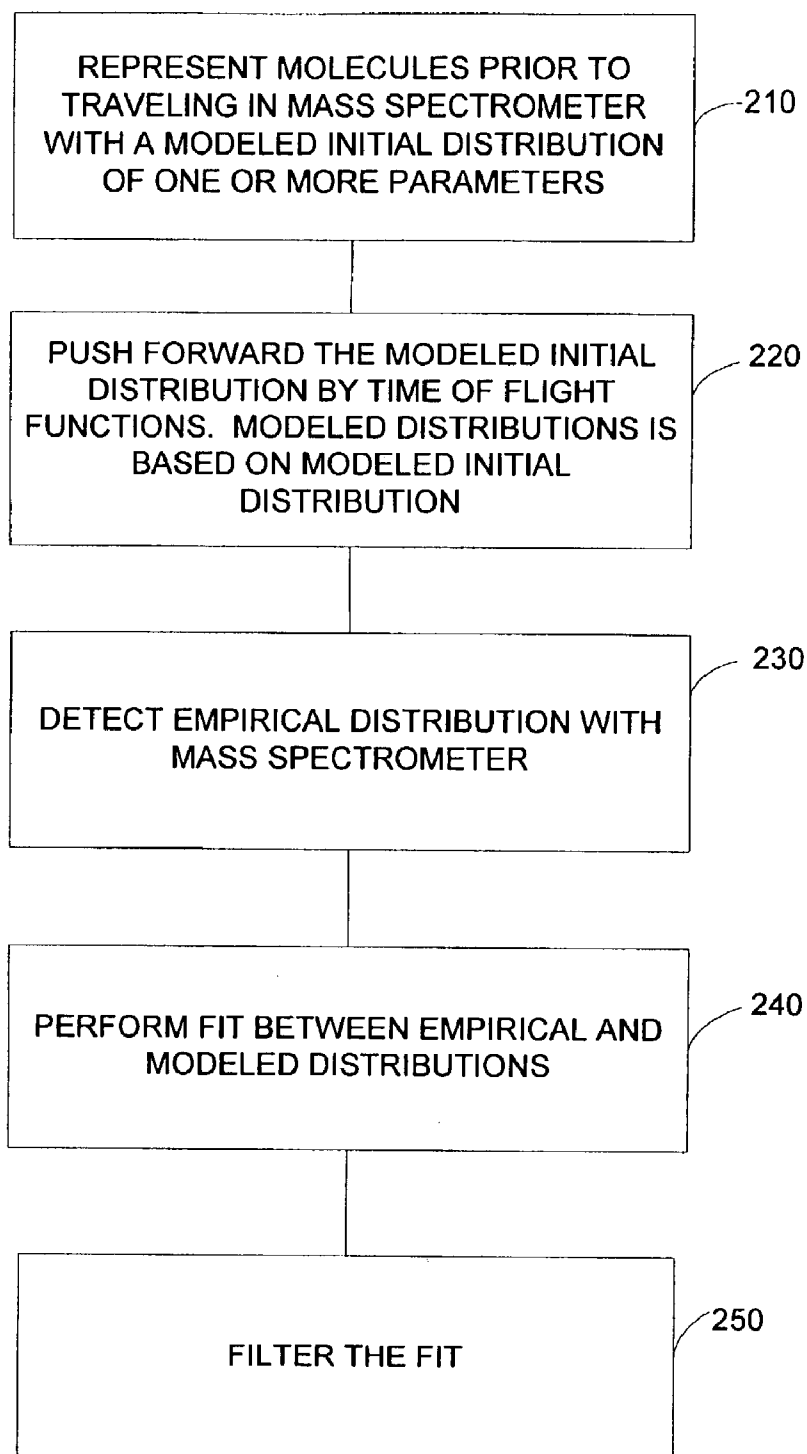 REPRESENT MOLECULES PRIOR TO
TRAVELING IN MASS SPECTROMETER
WITH A MODELED INITIAL DISTRIBUTION
OF ONE OR MORE PARAMETERS
210
PUSH FORWARD THE MODELED INITIAL
DISTRIBUTION BY TIME OF FLIGHT
FUNCTIONS. MODELED DISTRIBUTIONS IS
BASED ON MODELED INITIAL
DISTRIBUTION
220
DETECT EMPIRICAL DISTRIBUTION WITH
MASS SPECTROMETER
230
PERFORM FIT BETWEEN EMPIRICAL AND
MODELED DISTRIBUTIONS
240
FILTER THE FIT
250